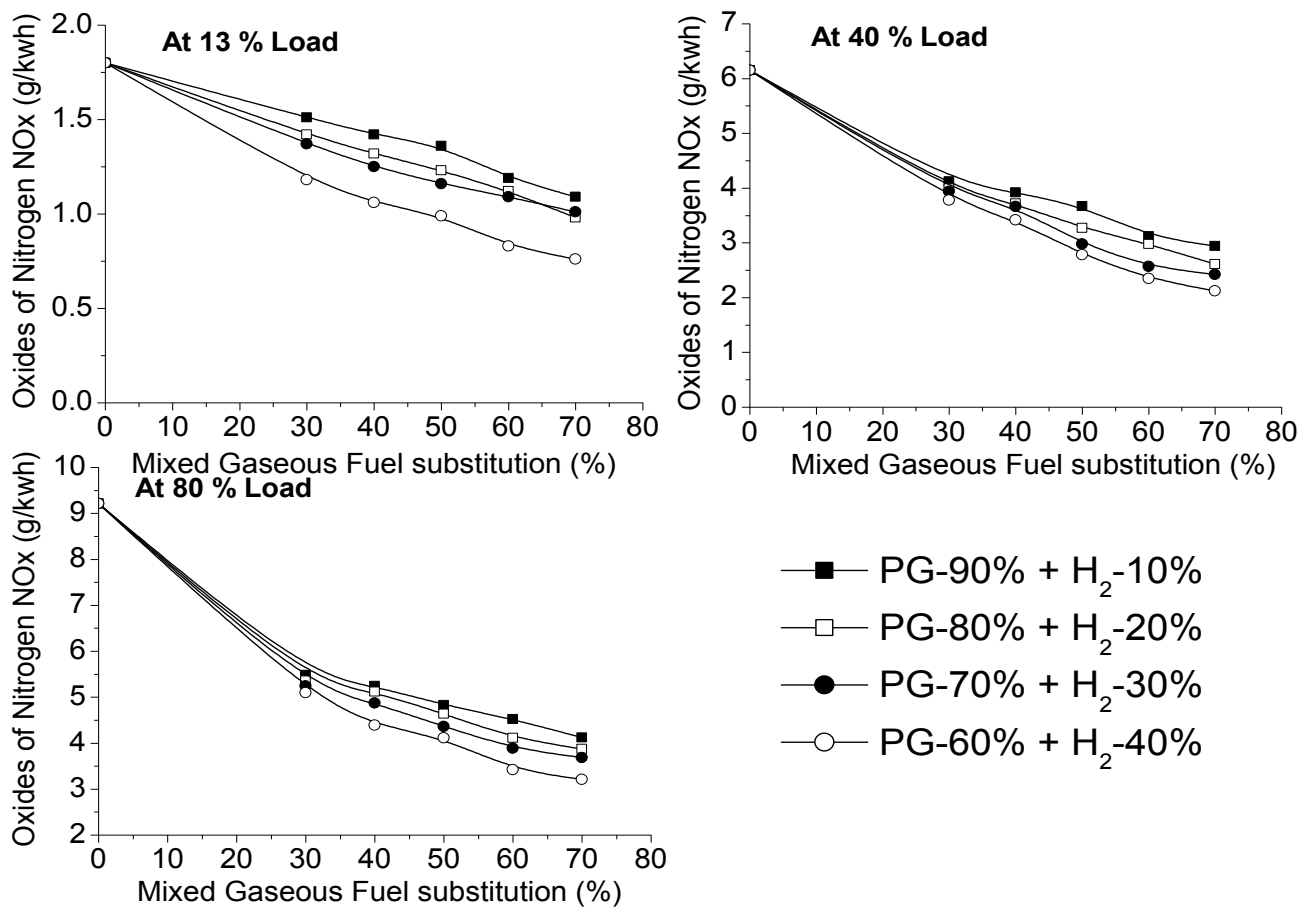 At 13 % Load
Oxides of Nitrogen NOx (g/kwh)
2.0
1.5
1.0
0.5
0.0
0 10 20 30 40 50 60 70 80
Mixed Gaseous Fuel substitution (%)
At 40 % Load
Oxides of Nitrogen NOx (g/kwh)
7
6
5
4
3
2
1
0
0 10 20 30 40 50 60 70 80
Mixed Gaseous Fuel substitution (%)
At 80 % Load
Oxides of Nitrogen NOx (g/kwh)
10
9
8
7
6
5
4
3
2
0 10 20 30 40 50 60 70 80
Mixed Gaseous Fuel substitution (%)
PG-90% + H₂-10%
PG-80% + H₂-20%
PG-70% + H₂-30%
PG-60% + H₂-40%